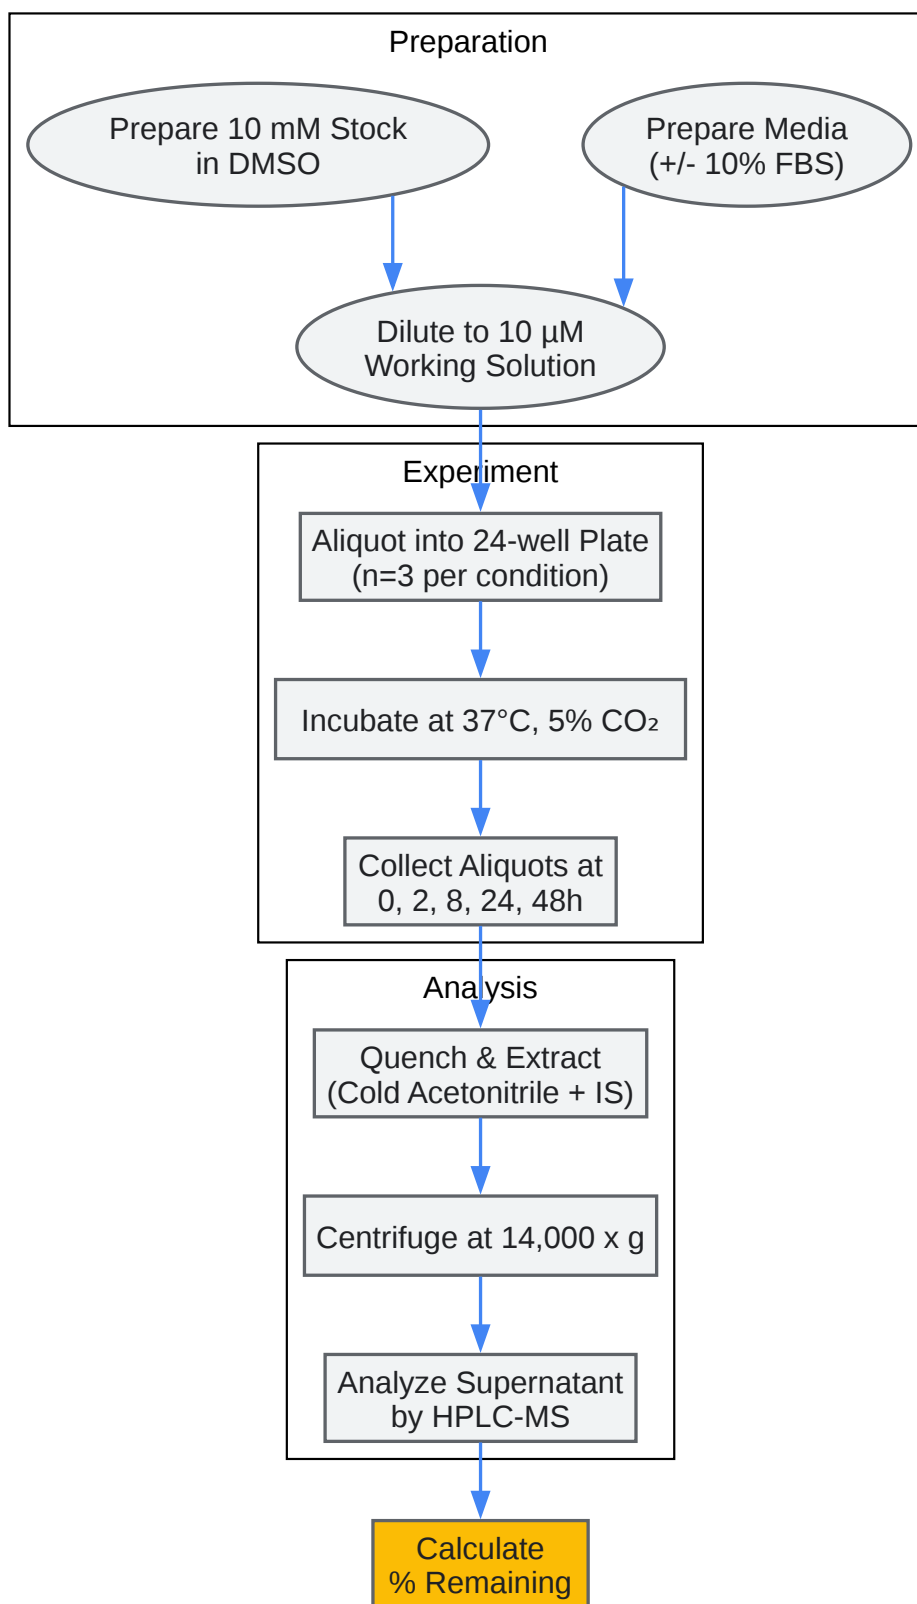 Preparation
Prepare 10 mM Stock
in DMSO
Prepare Media
(+/- 10% FBS)
Dilute to 10 µM
Working Solution
Experiment
Aliquot into 24-well Plate
(n=3 per condition)
Incubate at 37°C, 5% CO₂
Collect Aliquots at
0, 2, 8, 24, 48h
Analysis
Quench & Extract
(Cold Acetonitrile + IS)
Centrifuge at 14,000 x g
Analyze Supernatant
by HPLC-MS
Calculate
% Remaining